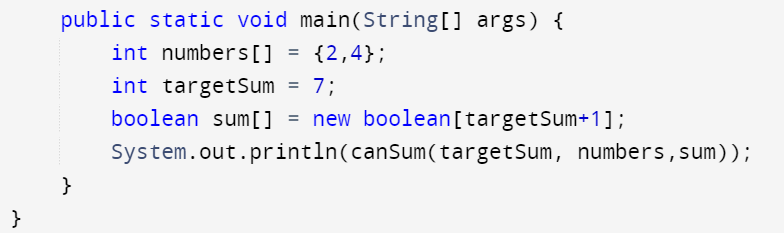 public static void main(String[] args) {
int numbers[] = {2,4};
int targetSum = 7;
boolean sum[] = new boolean[targetSum+1];
System.out.println(canSum(targetSum, numbers,sum));
}
}